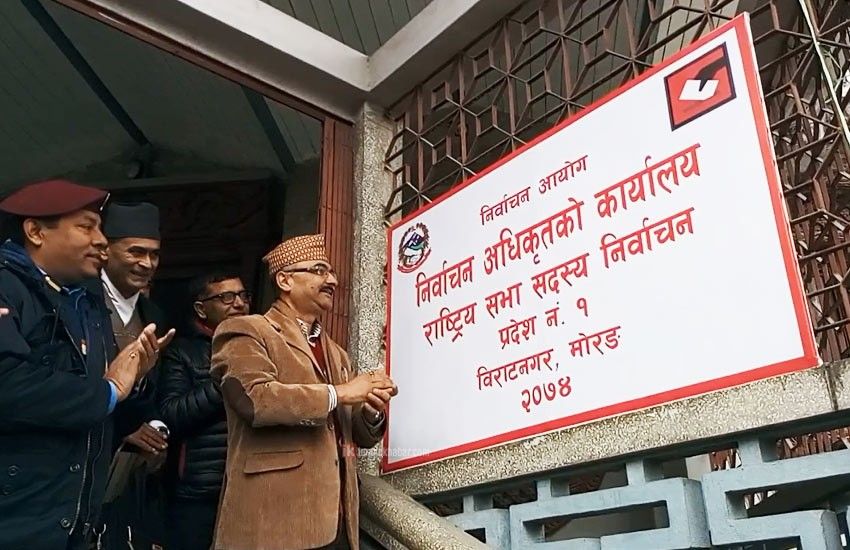 निर्वाचन आयोग
निर्वाचन अधिकृतको कार्यालय
राष्ट्रिय सभा सदस्य निर्वाचन
प्रदेश नं. १
विराटनगर, मोरङ
२०७४